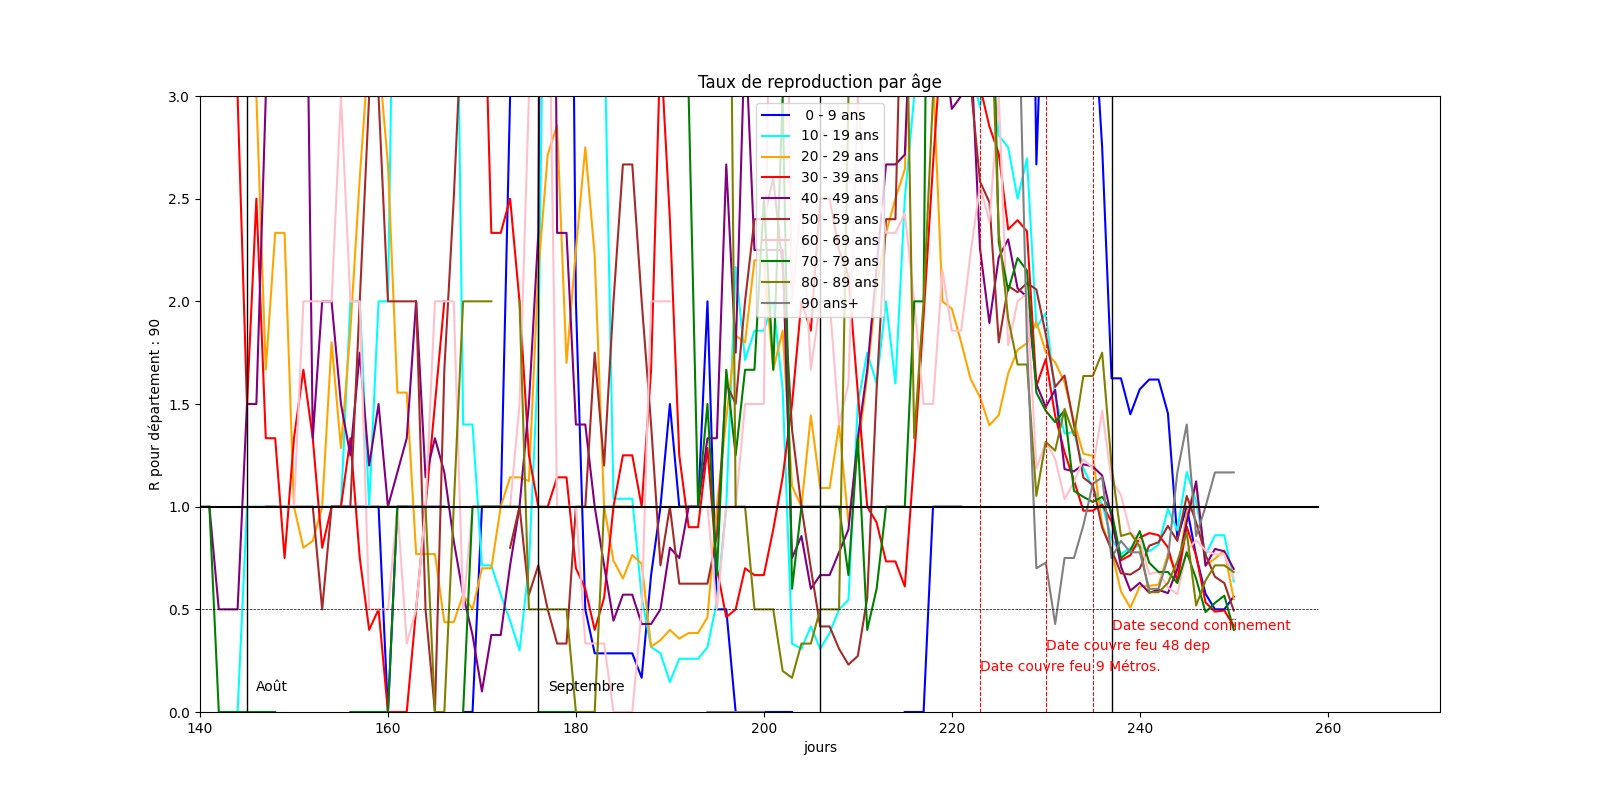 Taux de reproduction par âge
3.0
2.5
2.0
1.5
1.0
0.5
0.0
R pour département : 90
0 - 9 ans
10 - 19 ans
20 - 29 ans
30 - 39 ans
40 - 49 ans
50 - 59 ans
60 - 69 ans
70 - 79 ans
80 - 89 ans
90 ans+
Date second confinement
Date couvre feu 48 dep
Date couvre feu 9 Métros.
Août
Septembre
140
160
180
200
220
240
260
jours